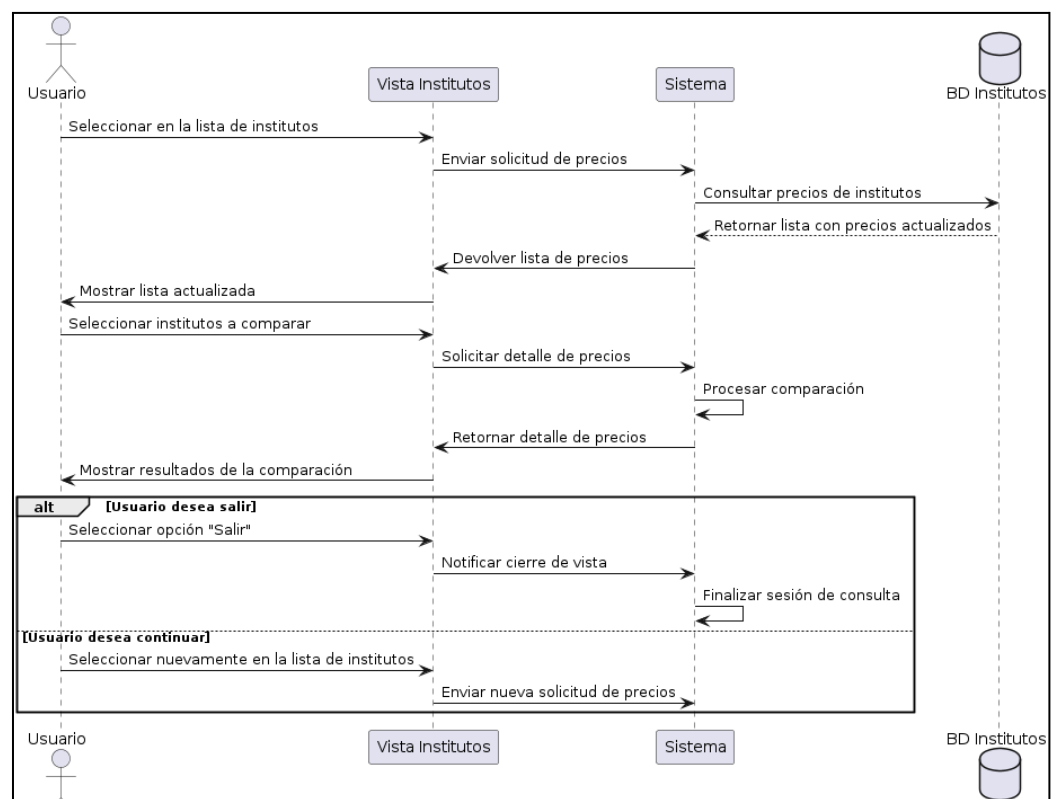 Usuario
Vista Institutos
Sistema
BD Institutos
Seleccionar en la lista de institutos
Enviar solicitud de precios
Consultar precios de institutos
Retornar lista con precios actualizados
Devolver lista de precios
Mostrar lista actualizada
Seleccionar institutos a comparar
Solicitar detalle de precios
Procesar comparación
Retornar detalle de precios
Mostrar resultados de la comparación
alt [Usuario desea salir]
Seleccionar opción "Salir"
Notificar cierre de vista
Finalizar sesión de consulta
[Usuario desea continuar]
Seleccionar nuevamente en la lista de institutos
Enviar nueva solicitud de precios
Usuario
Vista Institutos
Sistema
BD Institutos